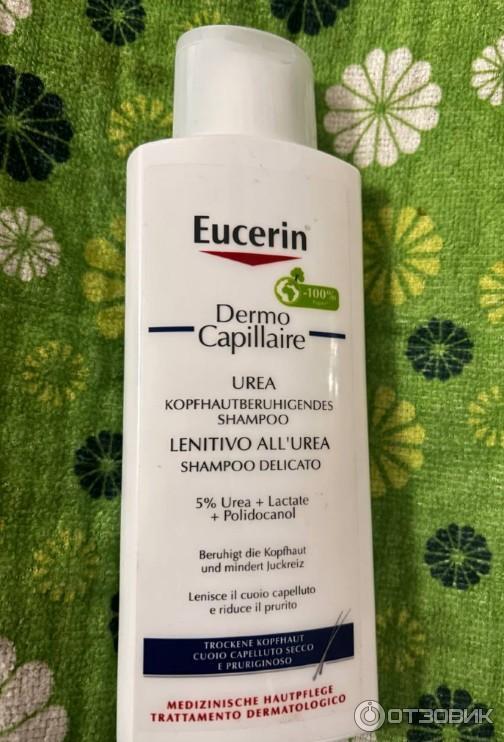 Eucerin
-100%
Dermo
Capillaire
UREA
KOPFHAUTBERUHIGENDES
SHAMPOO
LENITIVO ALL'UREA
SHAMPOO DELICATO
5% Urea + Lactate
+ Polidocanol
Beruhigt die Kopfhaut
und mindert Juckreiz
Lenisce il cuoio capelluto
e riduce il prurito
TROCKENE KOPFHAUT
CUOIO CAPELLUTO SECCO
E PRURIGINOSO
MEDIZINISCHE HAUTPFLEGE
TRATTAMENTO DERMATOLOGICO
ОТЗОВИК